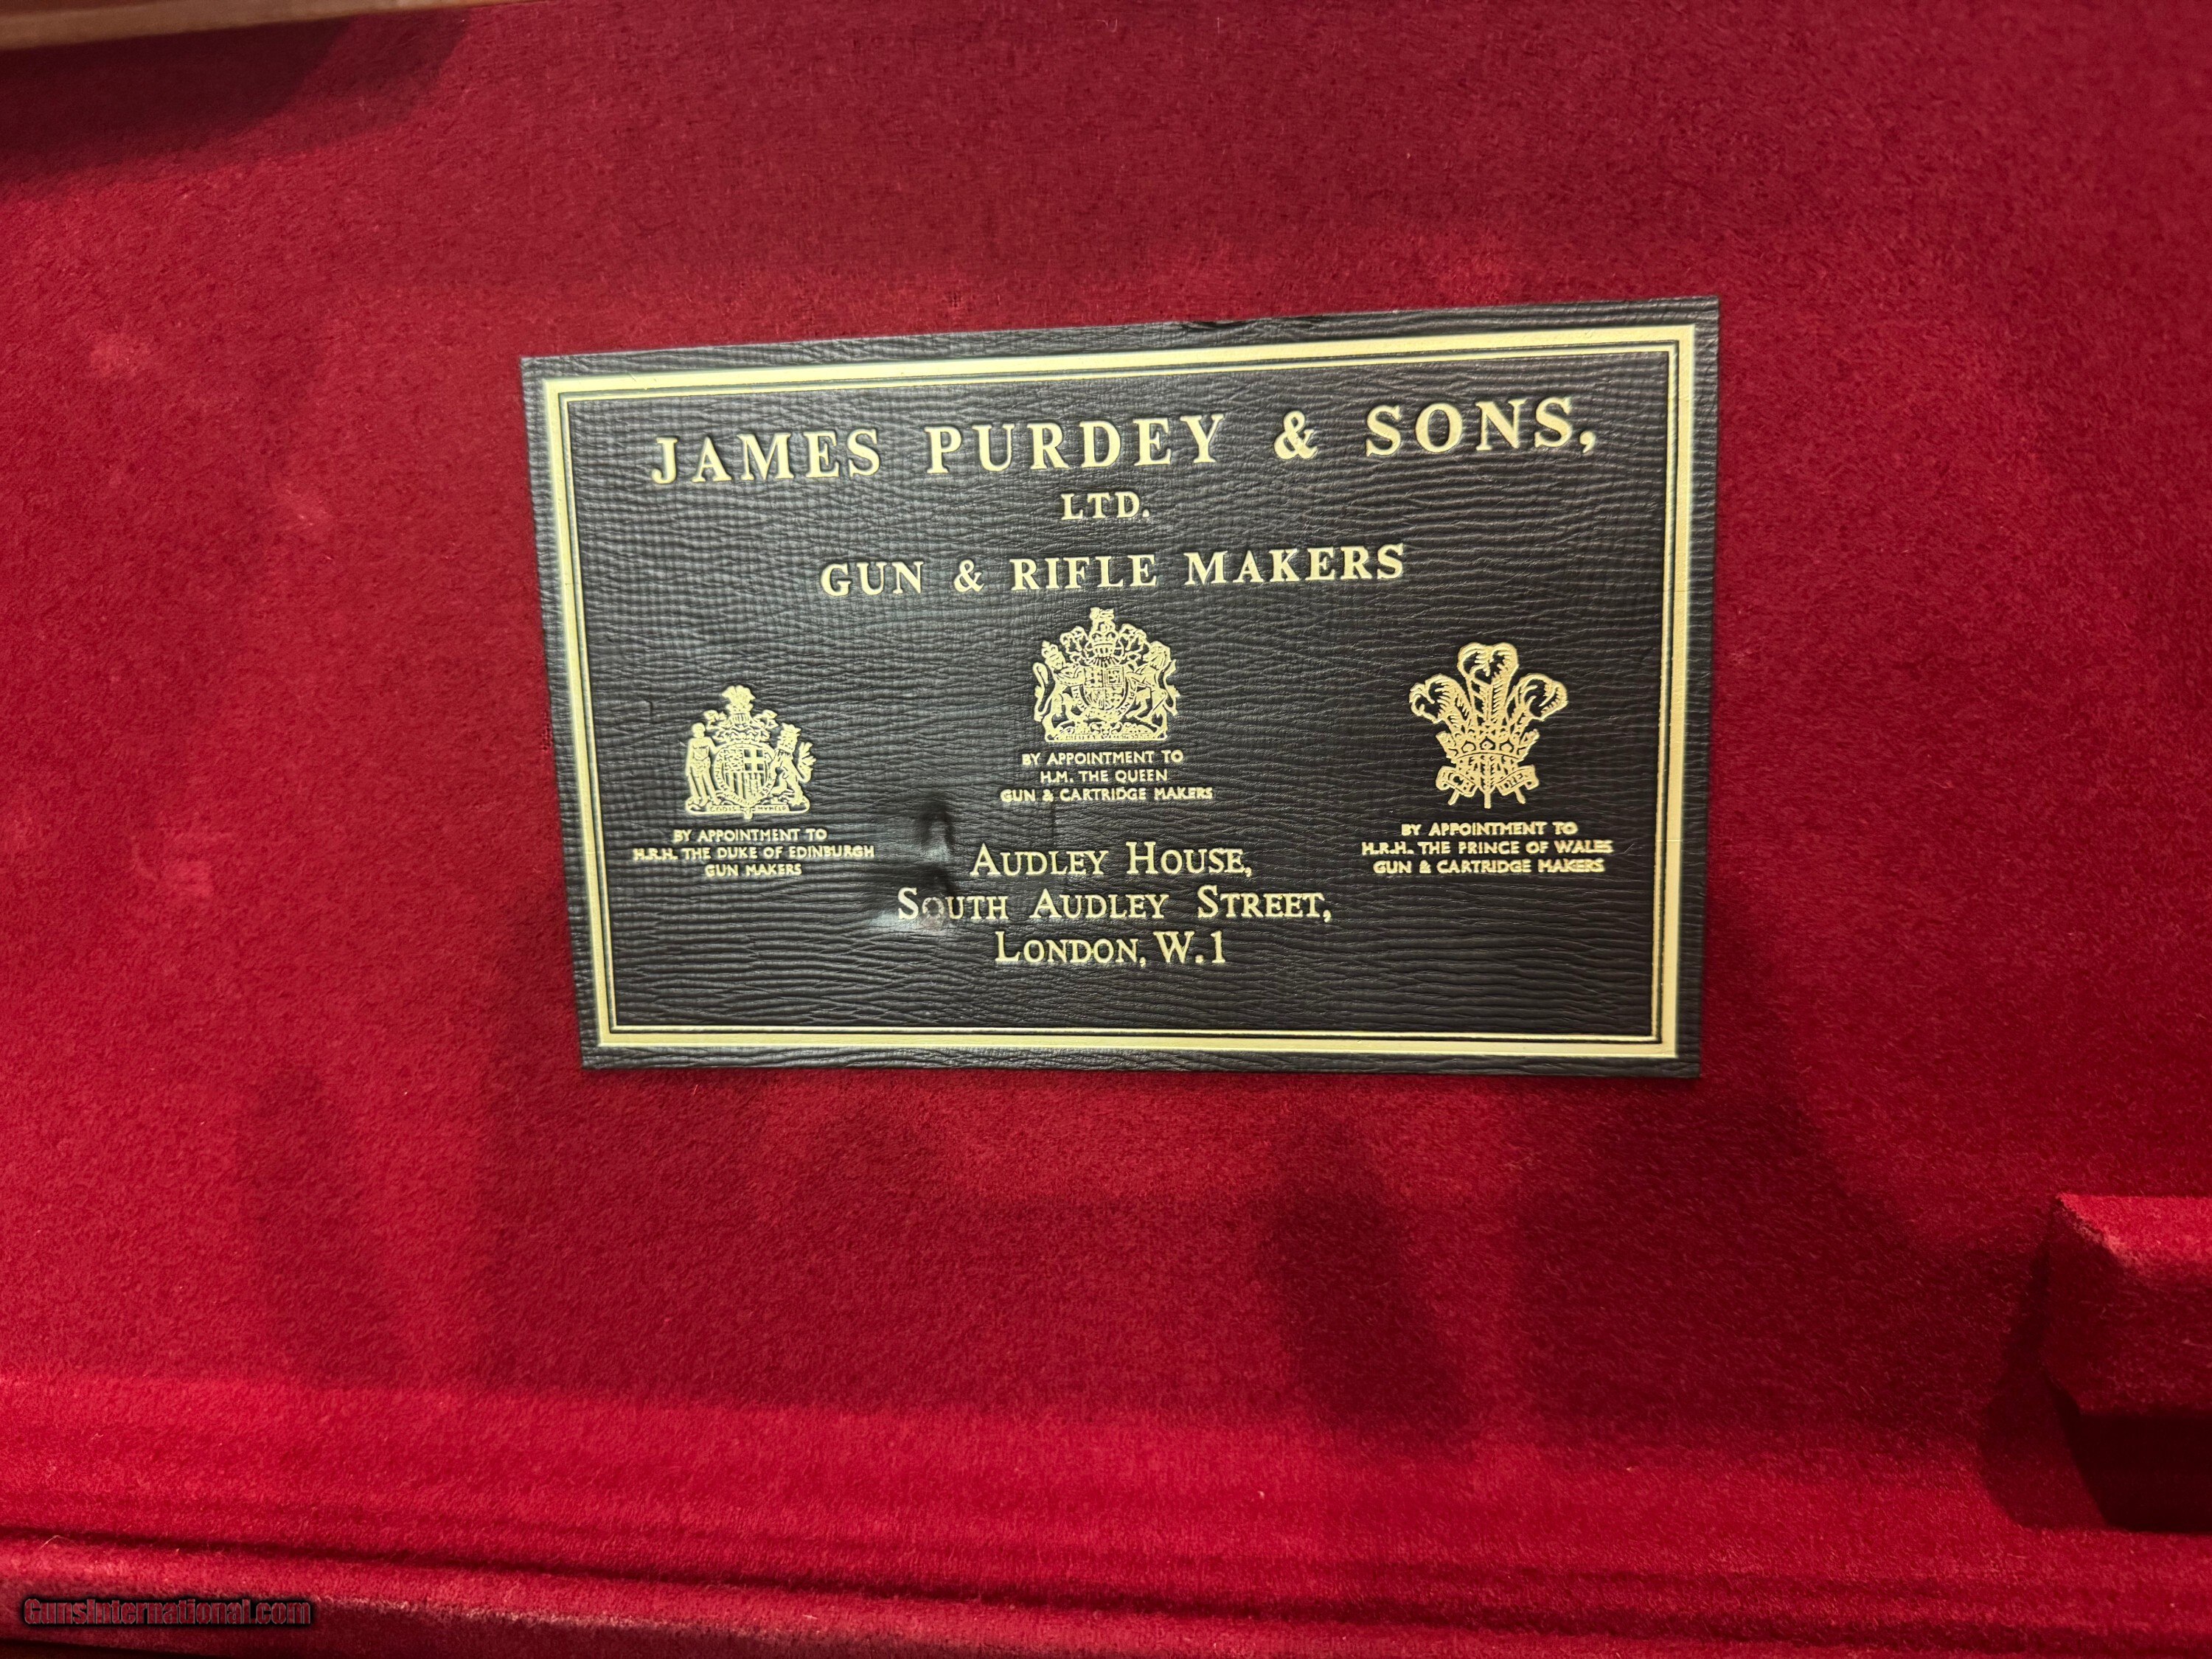 JAMES PURDEY & SONS,
LTD.
GUN & RIFLE MAKERS
BY APPOINTMENT TO
H.R.H. THE DUKE OF EDINBURGH
GUN MAKERS
BY APPOINTMENT TO
H.M. THE QUEEN
GUN & CARTRIDGE MAKERS
BY APPOINTMENT TO
H.R.H. THE PRINCE OF WALES
GUN & CARTRIDGE MAKERS
AUDLEY HOUSE,
SOUTH AUDLEY STREET,
LONDON, W.1
GunsInternational.com